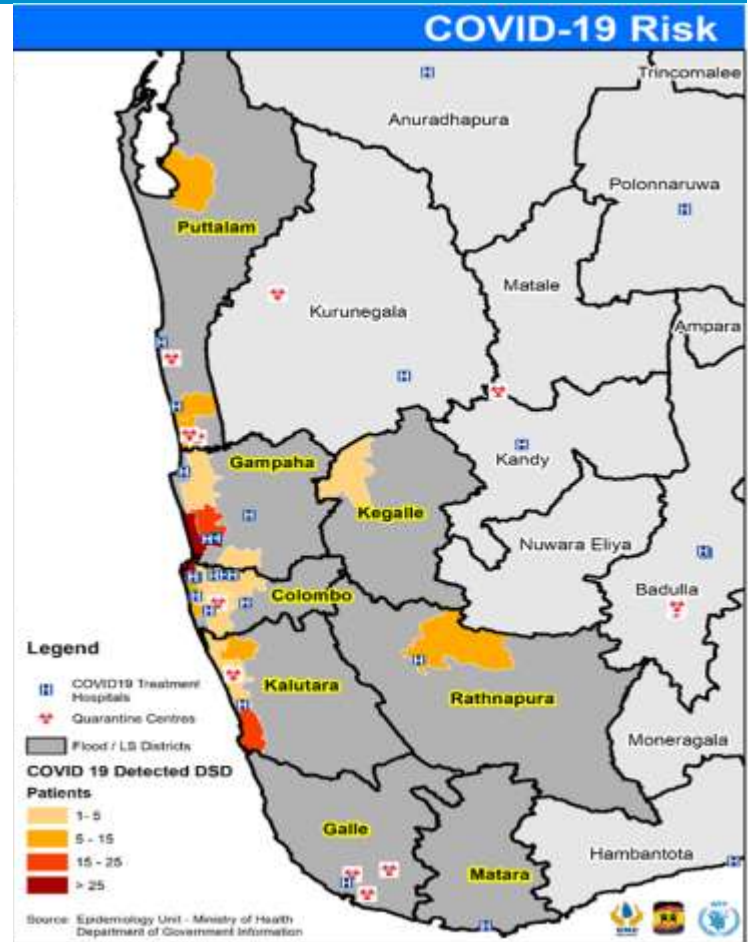 COVID-19 Risk
Trincomalee
Anuradhapura
Polonnaruwa
Puttalam
Matale
Kurunegala
Ampara
Gampaha
Kandy
Kegalle
Nuwara Eliya
Badulla
Colombo
Legend
COVID19 Treatment
Hospitals
Quarantine Centres
Flood / LS Districts
COVID 19 Detected DSD
Patients
1- 5
5 - 15
15 - 25
> 25
Kalutara
Rathnapura
Moneragala
Galle
Matara
Hambantota
Source: Epidemiology Unit - Ministry of Health
Department of Government Information